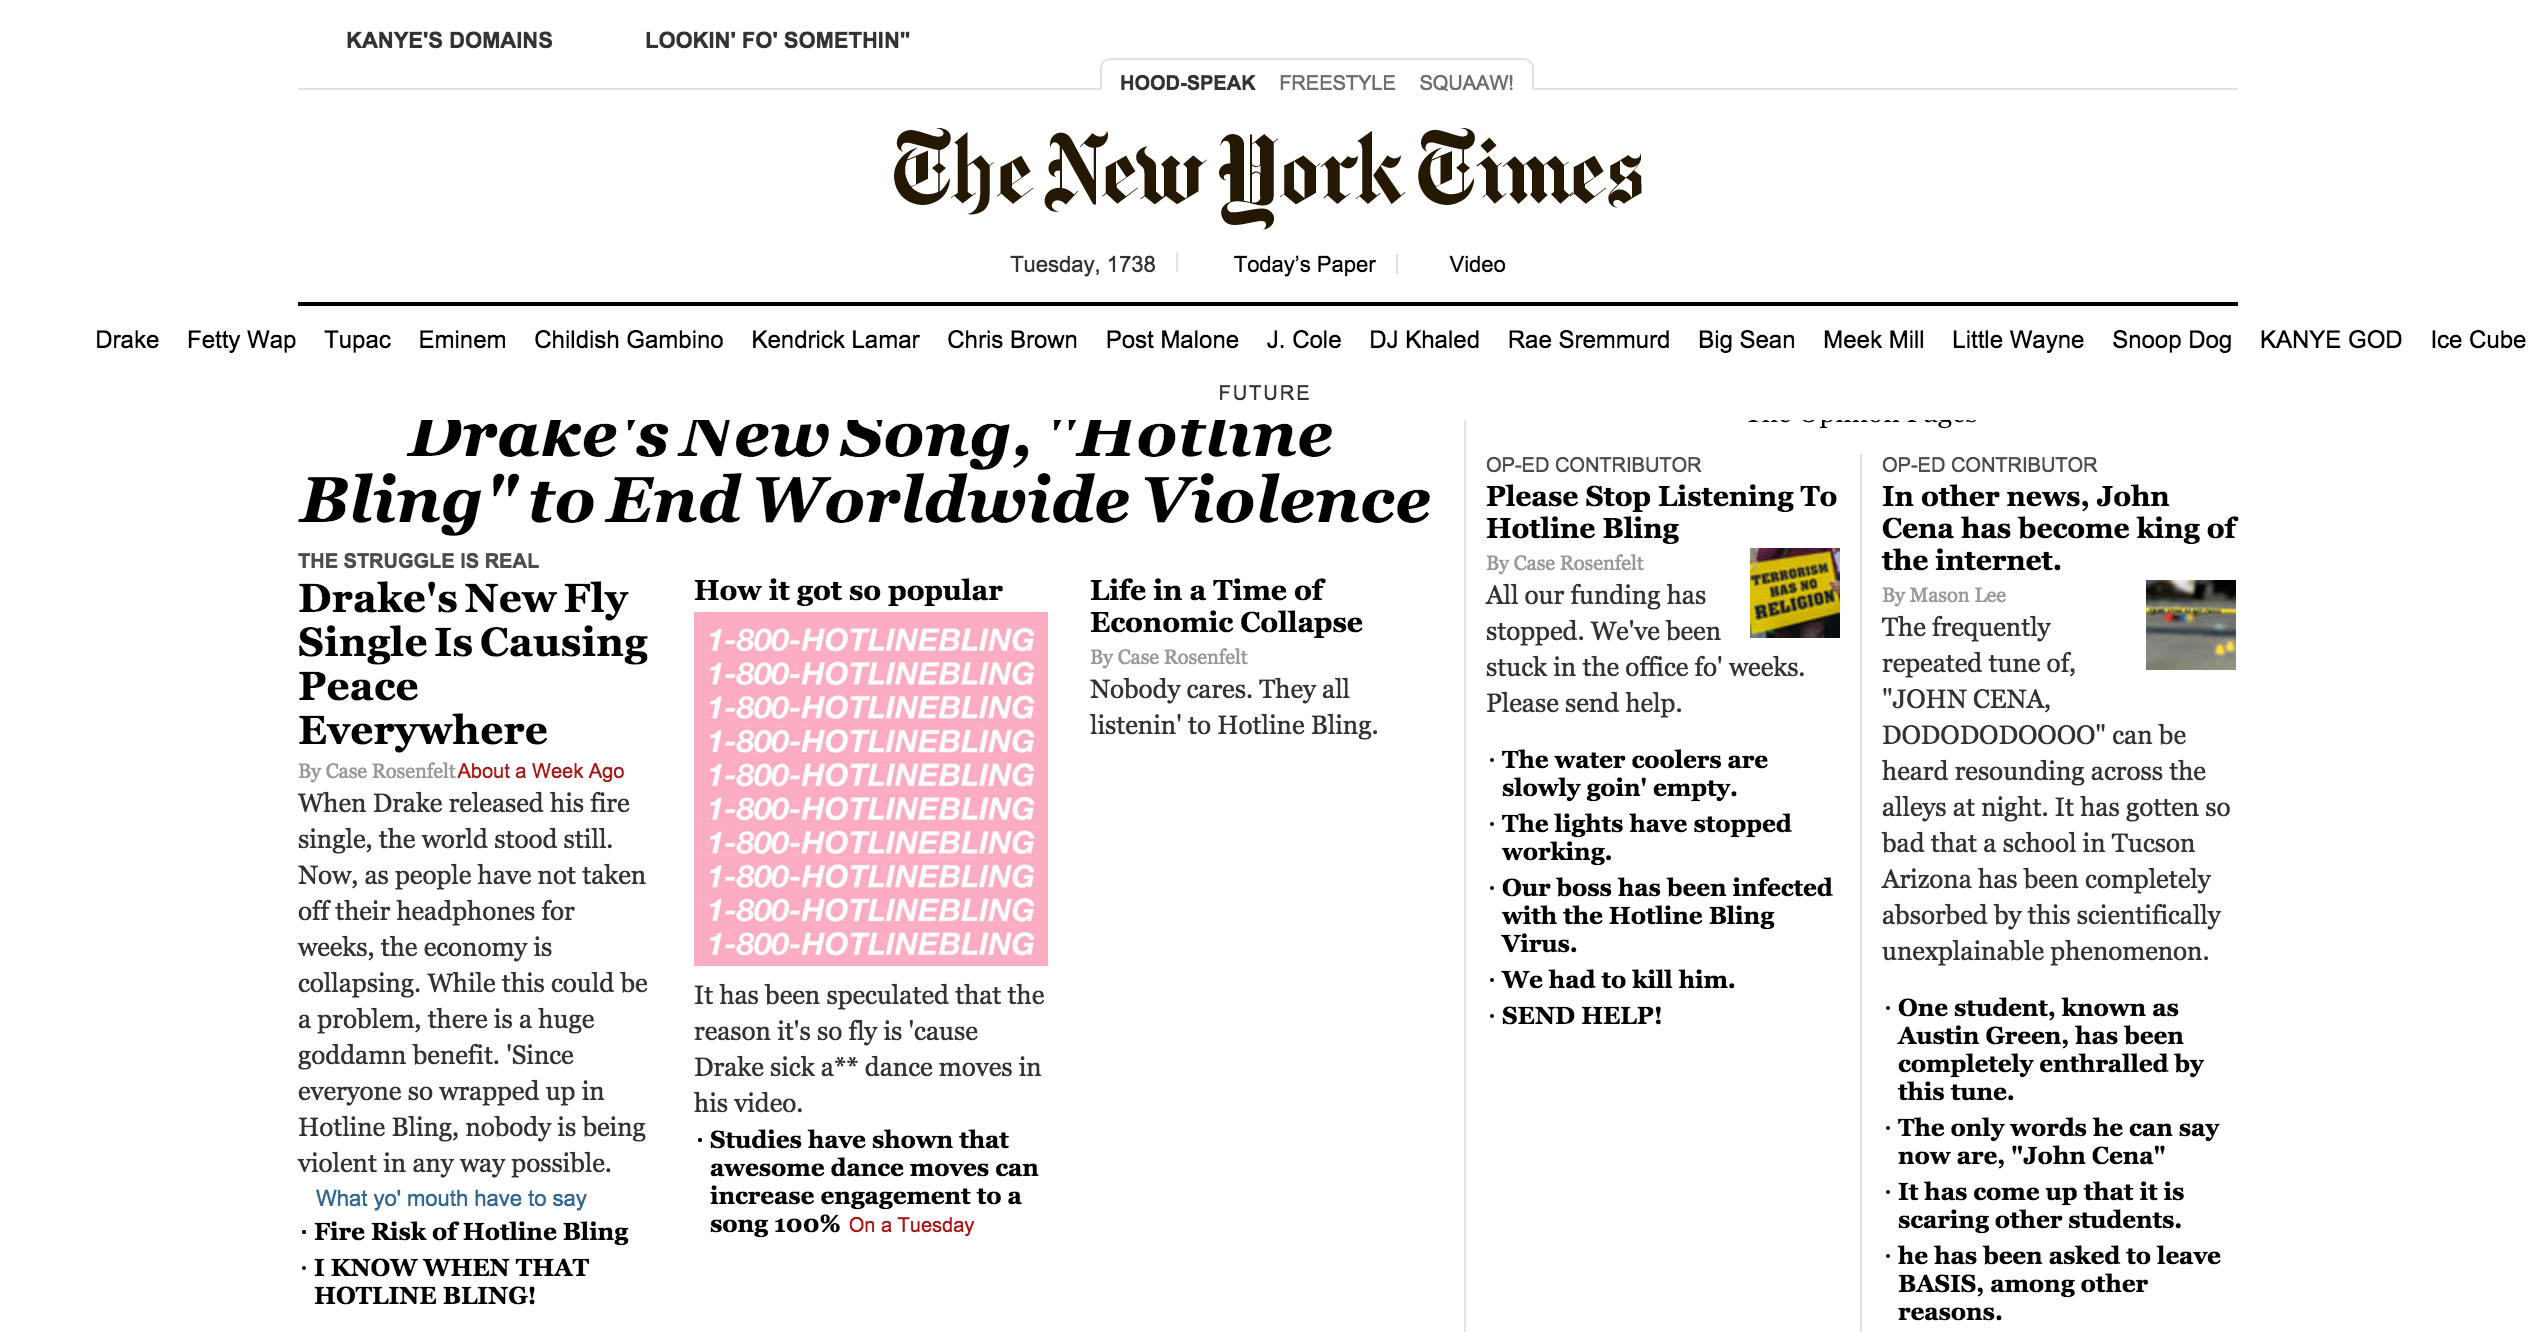 KANYE'S DOMAINS LOOKIN' FO' SOMETHIN"
HOOD-SPEAK FREESTYLE SQUAAW!
The New York Times
Tuesday, 1738 Today's Paper Video
Drake Fetty Wap Tupac Eminem Childish Gambino Kendrick Lamar Chris Brown Post Malone J. Cole DJ Khaled Rae Sremmurd Big Sean Meek Mill Little Wayne Snoop Dog KANYE GOD Ice Cube
FUTURE
Drake's New Song, "Hotline
Bling" to End Worldwide Violence
THE STRUGGLE IS REAL
Drake's New Fly
Single Is Causing
Peace
Everywhere
By Case Rosenfelt About a Week Ago
When Drake released his fire
single, the world stood still.
Now, as people have not taken
off their headphones for
weeks, the economy is
collapsing. While this could be
a problem, there is a huge
goddamn benefit. 'Since
everyone so wrapped up in
Hotline Bling, nobody is being
violent in any way possible.
What yo' mouth have to say
· Fire Risk of Hotline Bling
· I KNOW WHEN THAT
HOTLINE BLING!
How it got so popular
1-800-HOTLINEBLING
1-800-HOTLINEBLING
1-800-HOTLINEBLING
1-800-HOTLINEBLING
1-800-HOTLINEBLING
1-800-HOTLINEBLING
1-800-HOTLINEBLING
1-800-HOTLINEBLING
1-800-HOTLINEBLING
1-800-HOTLINEBLING
It has been speculated that the
reason it's so fly is 'cause
Drake sick a** dance moves in
his video.
· Studies have shown that
awesome dance moves can
increase engagement to a
song 100% On a Tuesday
Life in a Time of
Economic Collapse
By Case Rosenfelt
Nobody cares. They all
listenin' to Hotline Bling.
The Opinion Pages
OP-ED CONTRIBUTOR
Please Stop Listening To
Hotline Bling
By Case Rosenfelt
TERRORISM
HAS NO
RELIGION
All our funding has
stopped. We've been
stuck in the office fo' weeks.
Please send help.
· The water coolers are
slowly goin' empty.
· The lights have stopped
working.
· Our boss has been infected
with the Hotline Bling
Virus.
· We had to kill him.
· SEND HELP!
OP-ED CONTRIBUTOR
In other news, John
Cena has become king of
the internet.
By Mason Lee
The frequently
repeated tune of,
"JOHN CENA,
DODODODOOOO" can be
heard resounding across the
alleys at night. It has gotten so
bad that a school in Tucson
Arizona has been completely
absorbed by this scientifically
unexplainable phenomenon.
· One student, known as
Austin Green, has been
completely enthralled by
this tune.
· The only words he can say
now are, "John Cena"
· It has come up that it is
scaring other students.
· he has been asked to leave
BASIS, among other
reasons.